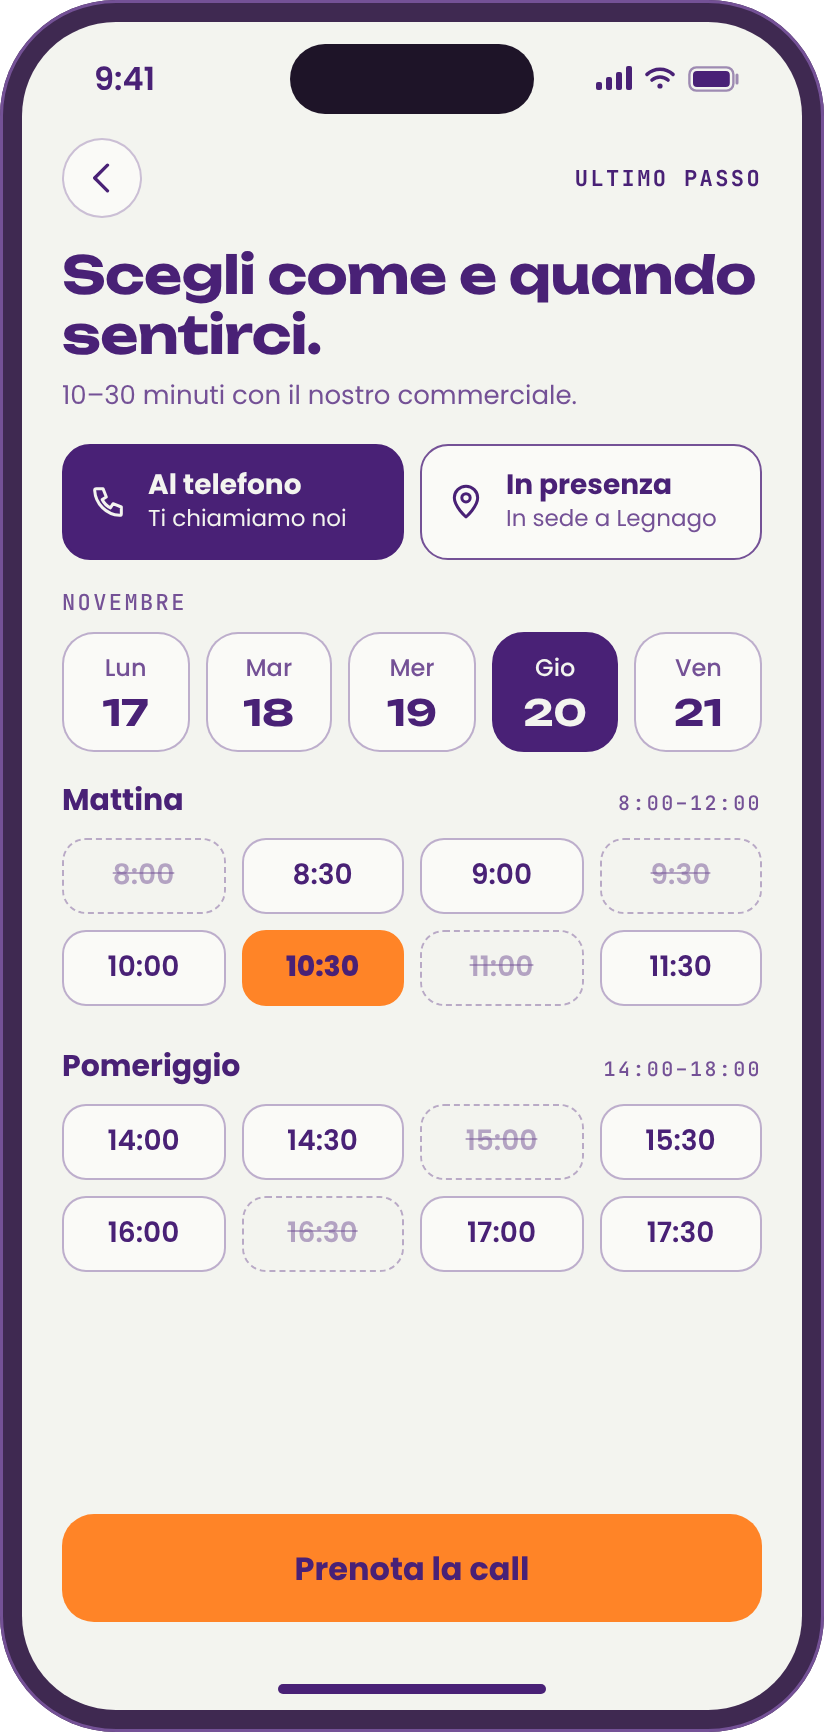 9:41
ULTIMO PASSO
Scegli come e quando
sentirci.
10–30 minuti con il nostro commerciale.
Al telefono
Ti chiamiamo noi
In presenza
In sede a Legnago
NOVEMBRE
Lun
17
Mar
18
Mer
19
Gio
20
Ven
21
Mattina
8:00–12:00
8:00
8:30
9:00
9:30
10:00
10:30
11:00
11:30
Pomeriggio
14:00–18:00
14:00
14:30
15:00
15:30
16:00
16:30
17:00
17:30
Prenota la call